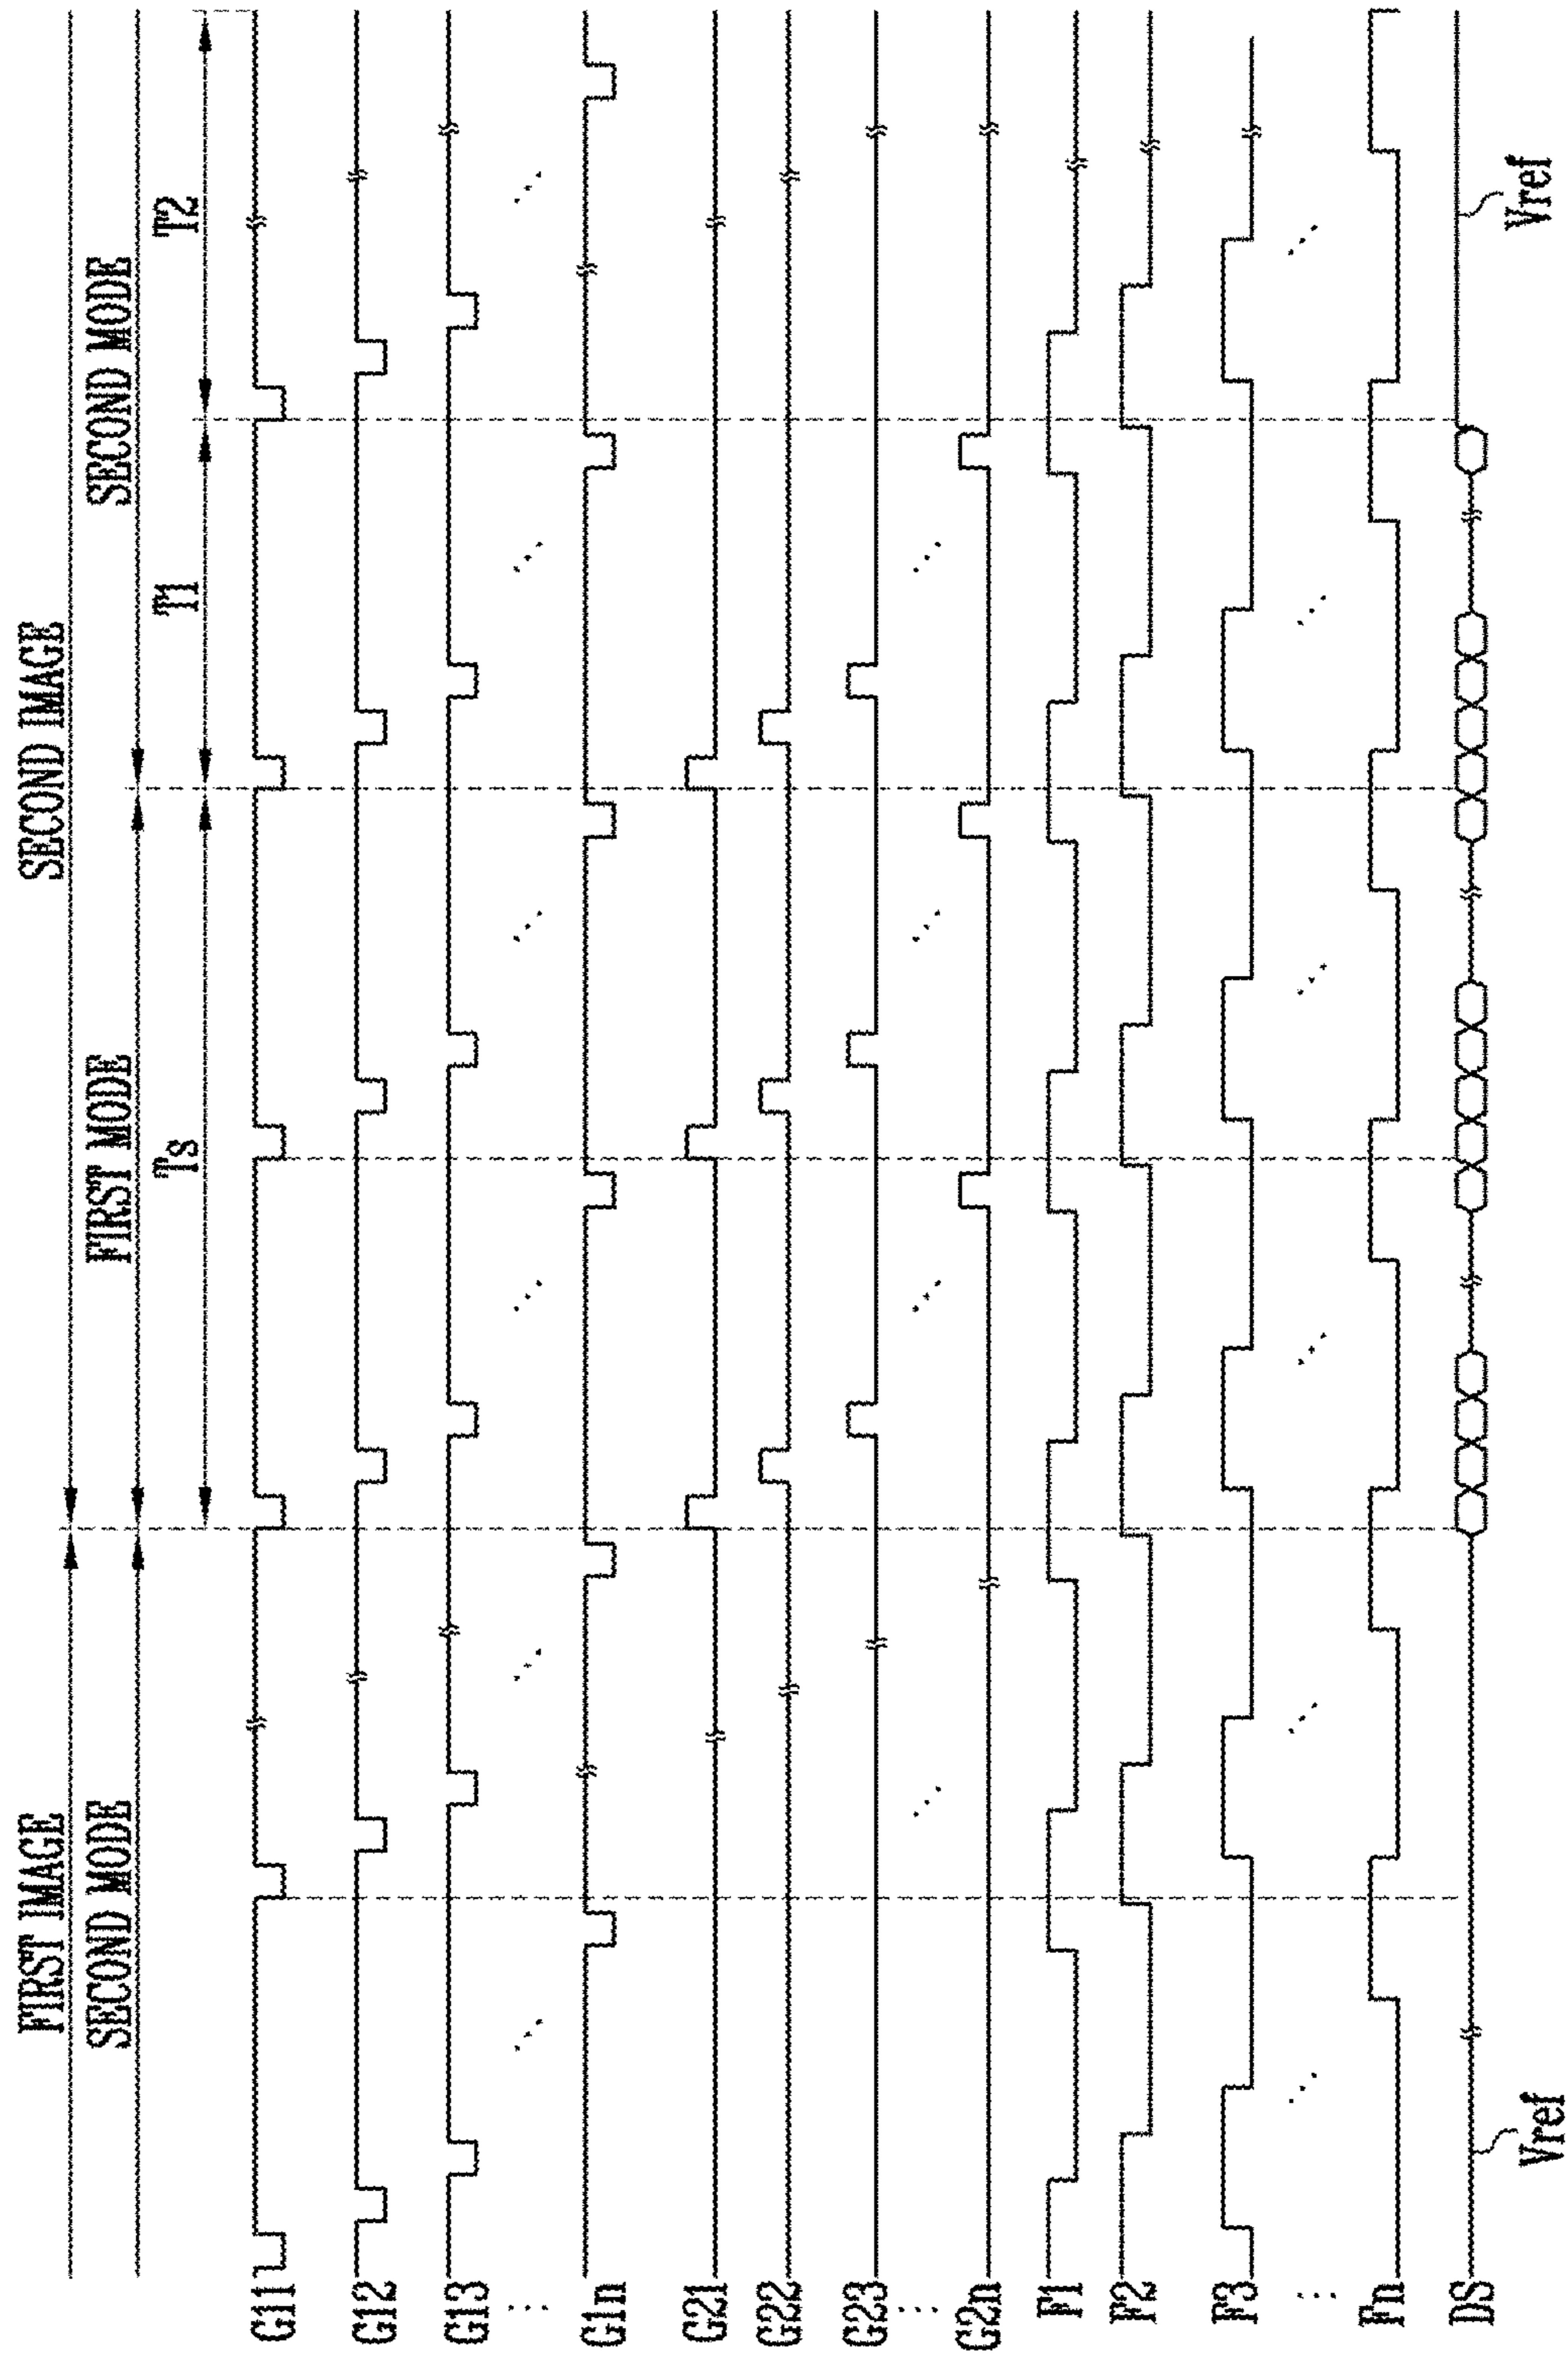 FIRST IMAGE
SECOND IMAGE
SECOND MODE
FIRST MODE
SECOND MODE
Ts
T1
T2
G11
G12
G13
G1n
G21
G22
G23
G2n
F1
F2
F3
Fn
DS
Vref
Vref